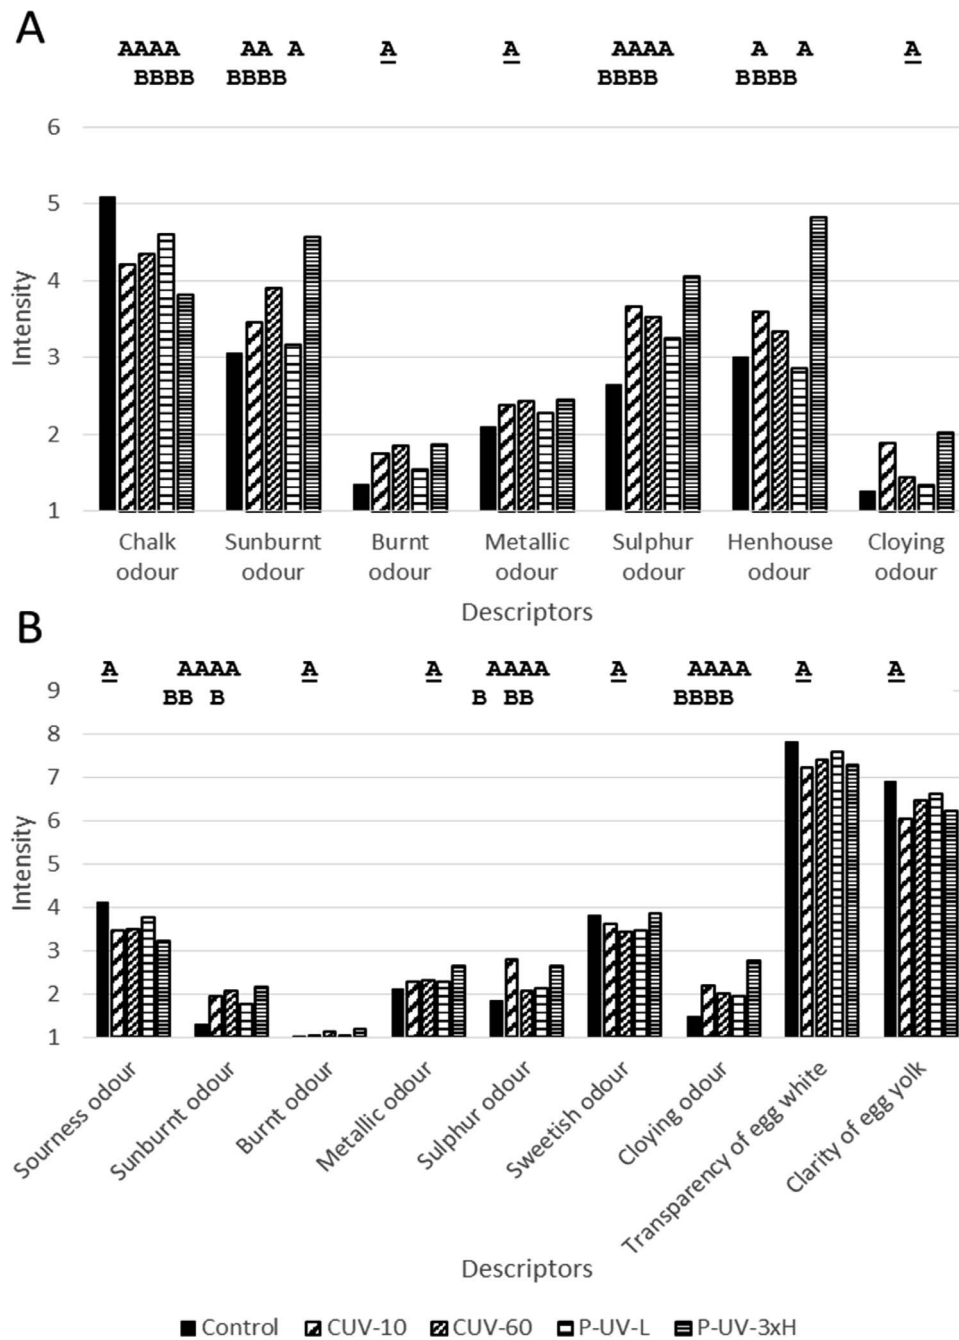 A
AAAA AA A A A AAAA A A A
BBBB BBBB BBBB BBBB
6
5
4
3
2
1
Intensity
Chalk odour
Sunburnt odour
Burnt odour
Metallic odour
Sulphur odour
Henhouse odour
Cloying odour
Descriptors
B
A AAAA A A AAAA A AAAA A A
BB B B BB BBBB
9
8
7
6
5
4
3
2
1
Intensity
Sourness odour
Sunburnt odour
Burnt odour
Metallic odour
Sulphur odour
Sweetish odour
Cloying odour
Transparency of egg white
Clarity of egg yolk
Descriptors
Control CUV-10 CUV-60 P-UV-L P-UV-3xH